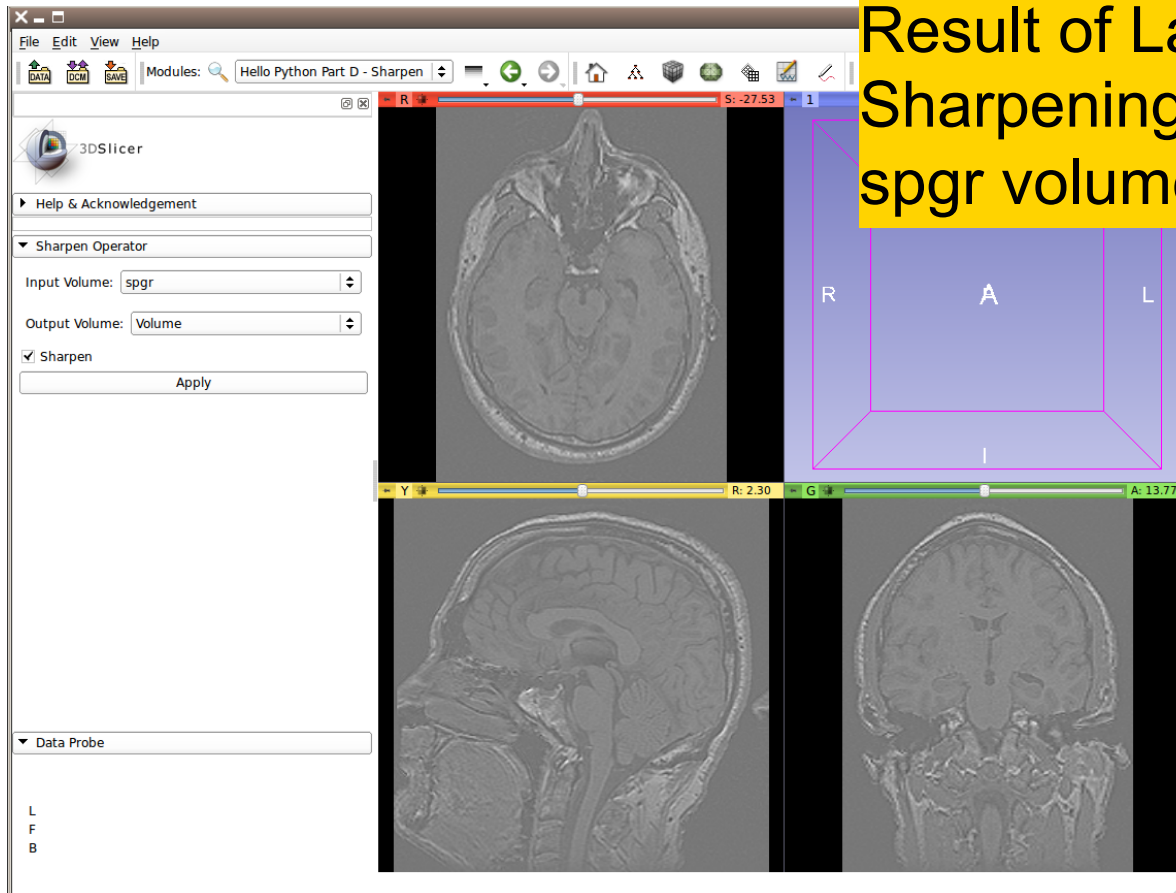 File Edit View Help
DATA DCM SAVE Modules: Hello Python Part D - Sharpen
Result of La
Sharpening
spgr volume
R S: -27.53
1
3DSlicer
Help & Acknowledgement
Sharpen Operator
Input Volume: spgr
Output Volume: Volume
Sharpen
Apply
R A L
I
Y R: 2.30
G A: 13.77
Data Probe
L
F
B